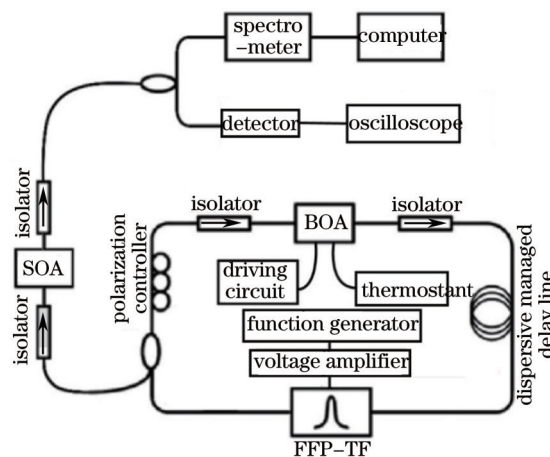 spectro
-meter
computer
detector
oscilloscope
isolator
SOA
isolator
polarization
controller
isolator
BOA
isolator
driving
circuit
thermostant
function generator
voltage amplifier
FFP-TF
dispersive managed
delay line